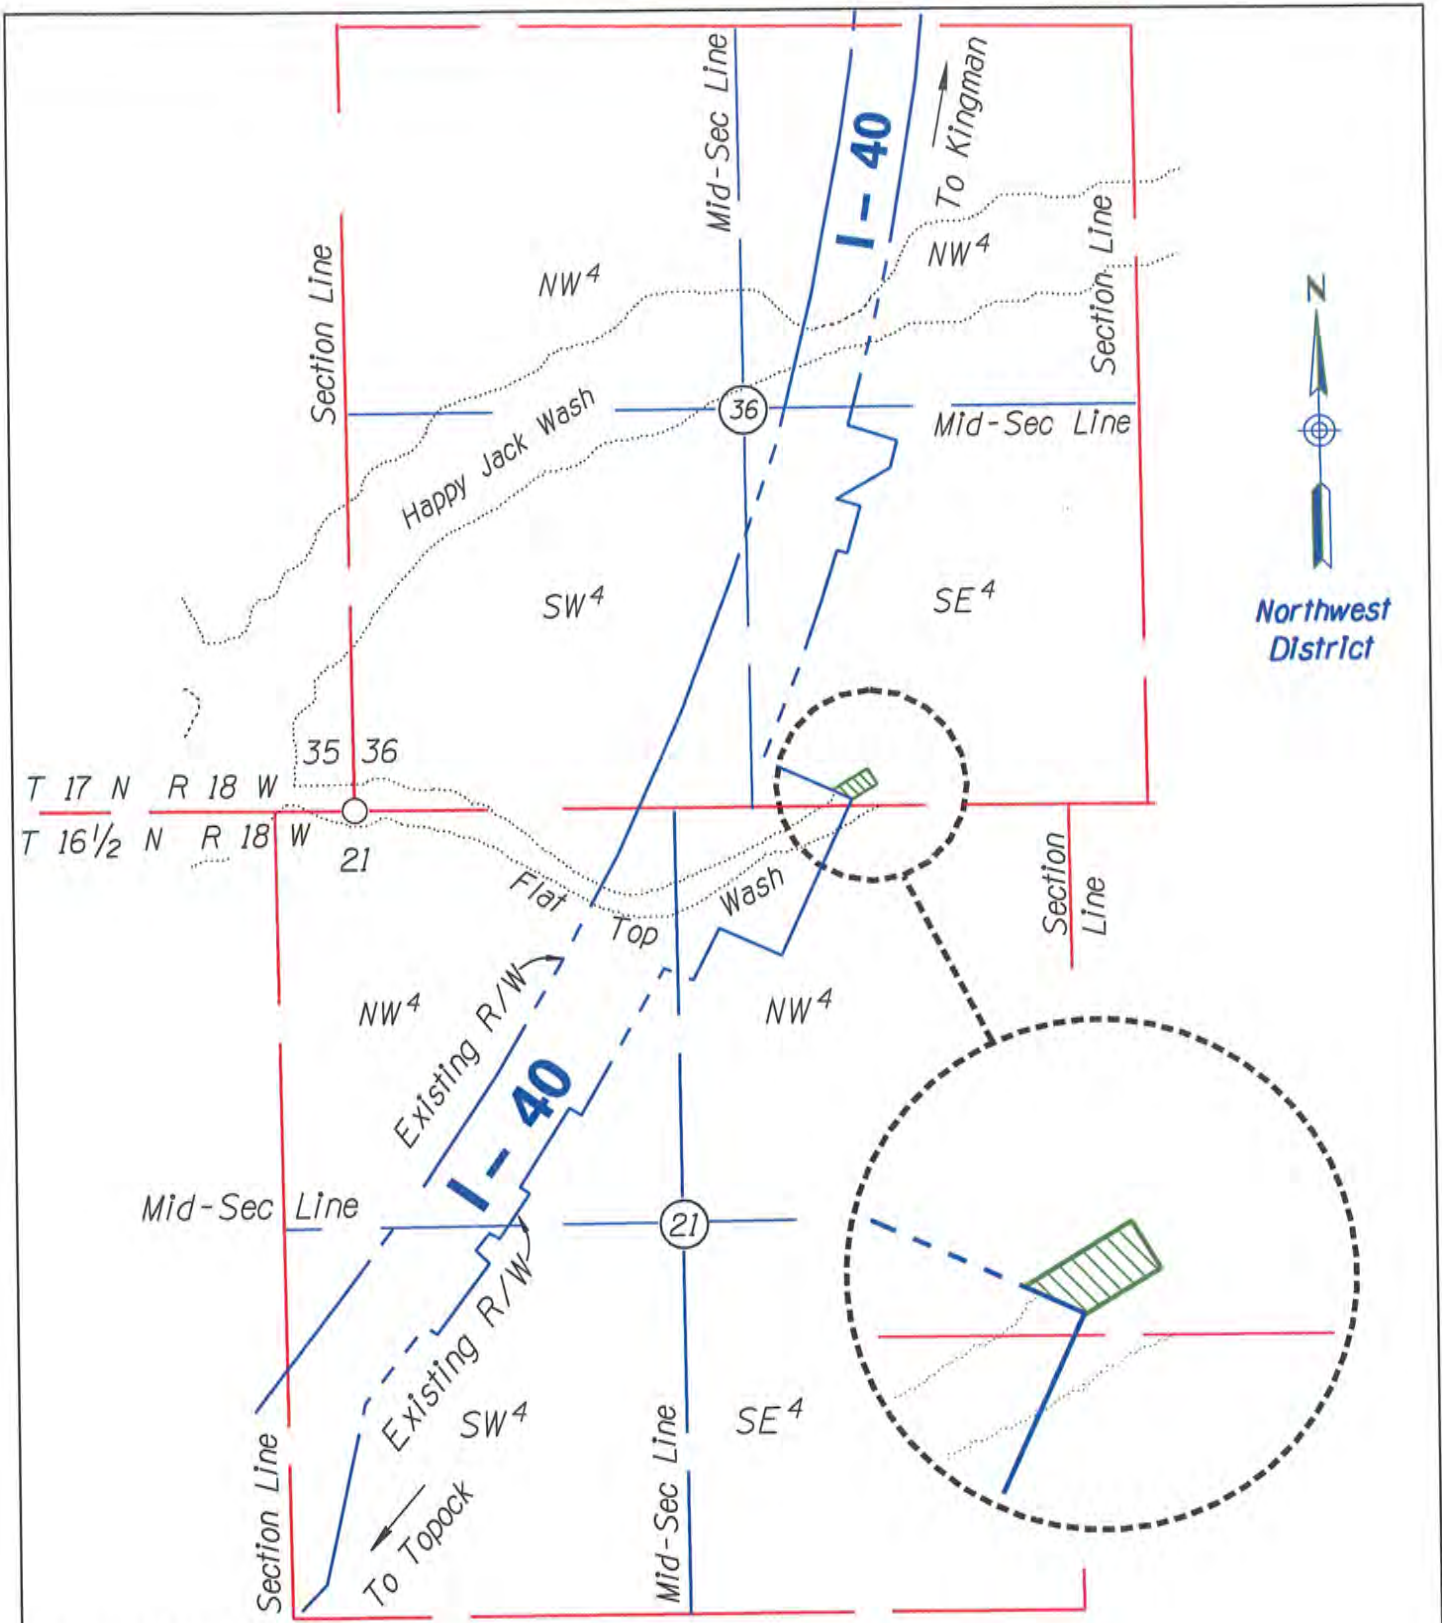 Mid-Sec Line
I-40
To Kingman
Section Line
Section Line
NW4
NW4
N
Happy Jack Wash
36
Mid-Sec Line
SW4
SE4
Northwest
District
35 36
T 17 N R 18 W
T 16½ N R 18 W
21
Flat Top Wash
Section
Line
Existing R/W
NW4
NW4
I-40
Mid-Sec Line
21
Existing R/W
SW4
SE4
Section Line
Mid-Sec Line
To Topock